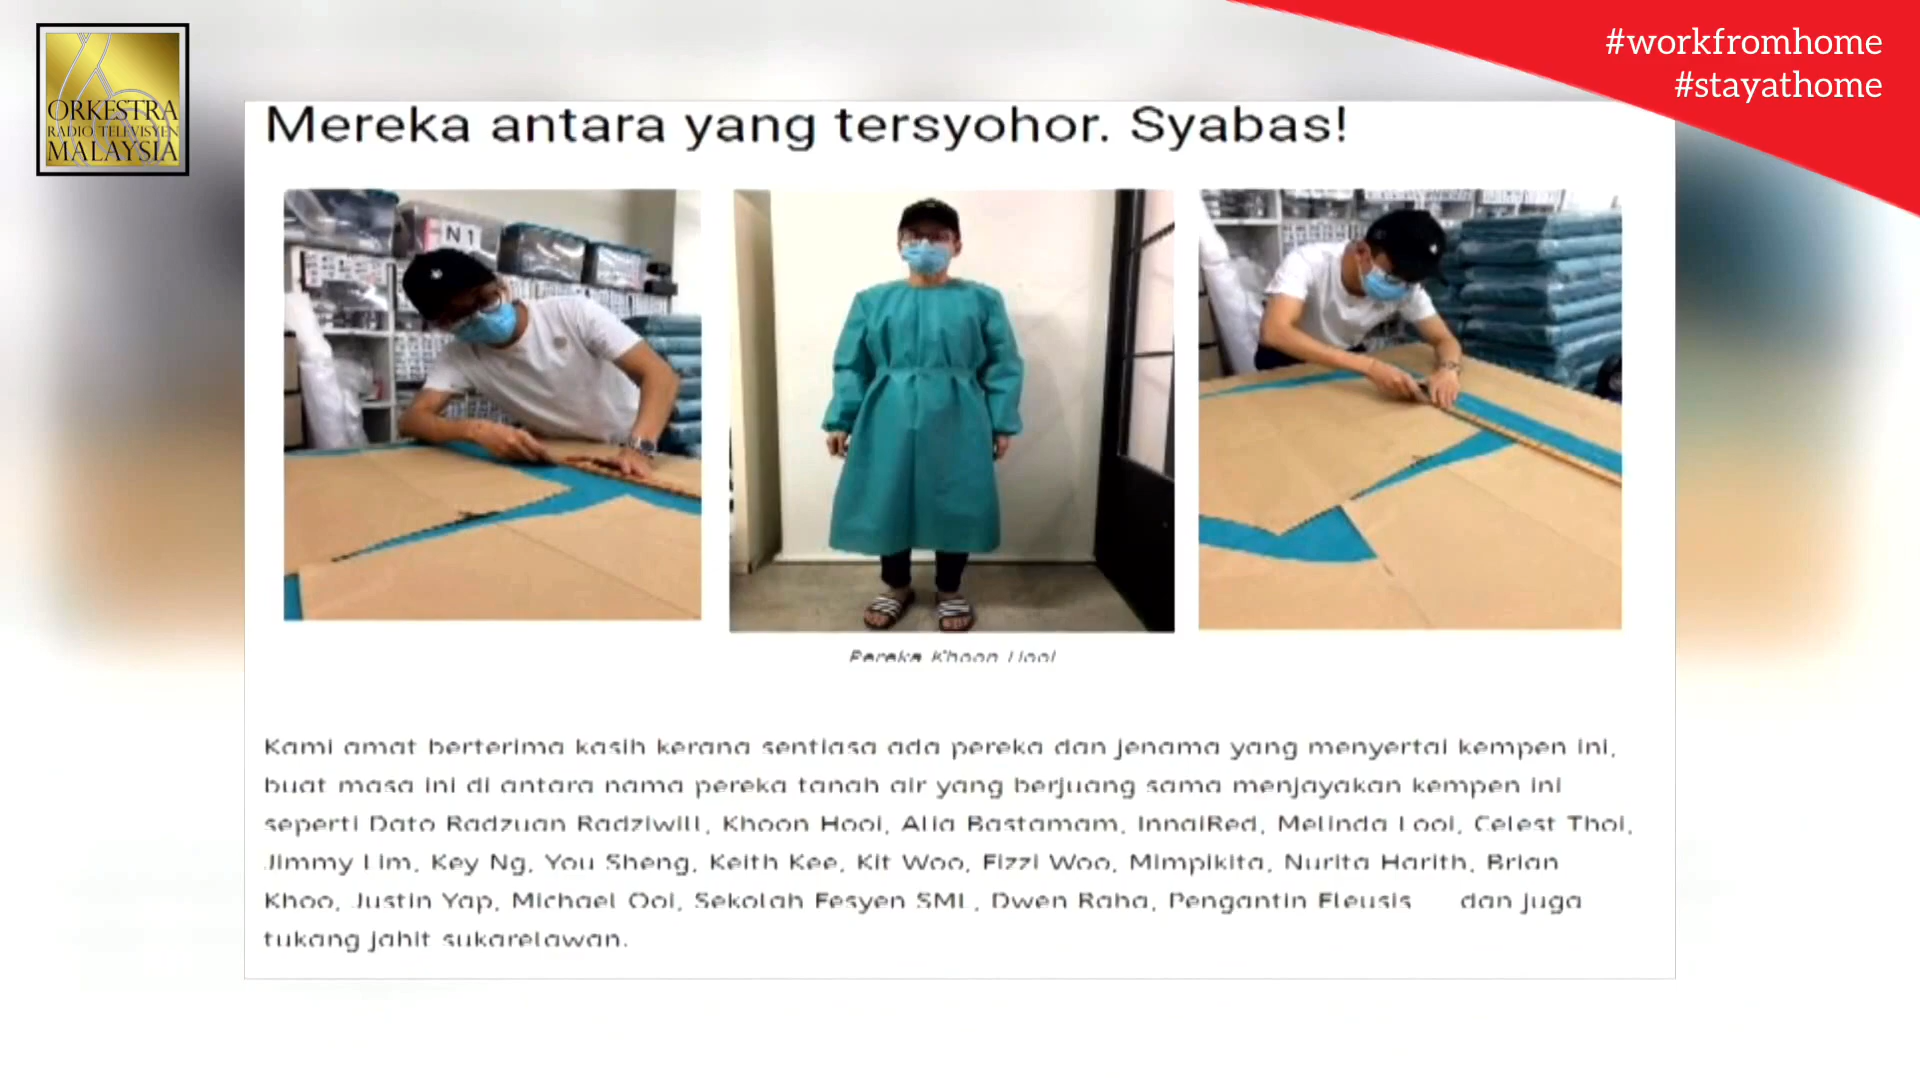 ORKESTRA
RADIO TELEVISYEN
MALAYSIA
#workfromhome
#stayathome
Mereka antara yang tersyohor. Syabas!
N1
Pereka Khoon Hooi
Kami amat berterima kasih kerana sentiasa ada pereka dan jenama yang menyertai kempen ini,
buat masa ini di antara nama pereka tanah air yang berjuang sama menjayakan kempen ini
seperti Dato Radzuan Radziwill, Khoon Hooi, Alia Bastamam, InnaiRed, Melinda Looi, Celest Thoi,
Jimmy Lim, Key Ng, You Sheng, Keith Kee, Kit Woo, Fizzi Woo, Mimpikita, Nurita Harith, Brian
Khoo, Justin Yap, Michael Ooi, Sekolah Fesyen SML, Dwen Raha, Pengantin Eleusis dan juga
tukang jahit sukarelawan.